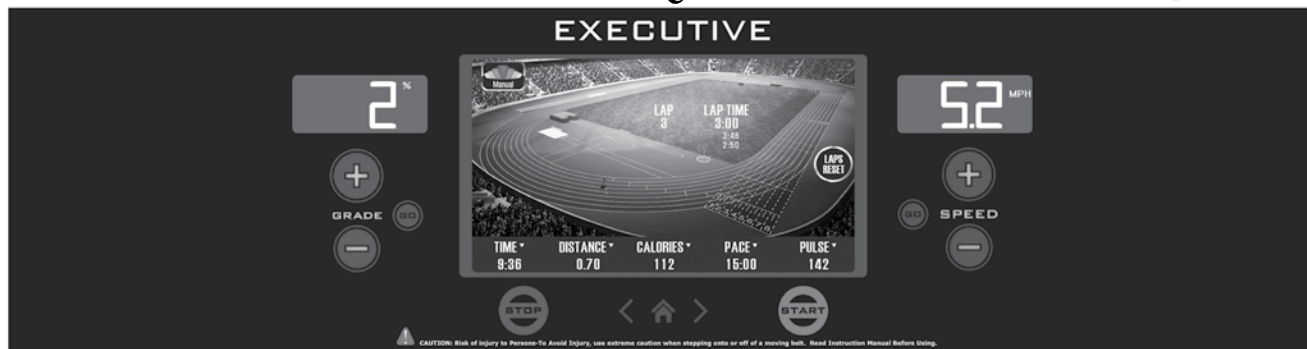 EXECUTIVE
Manual
2 %
LAP
3
LAP TIME
3:00
3:46
2:50
LAPS
RESET
5.2 MPH
GRADE GO
GO SPEED
TIME DISTANCE CALORIES PACE PULSE
9:36 0.70 112 15:00 142
STOP START
CAUTION: Risk of injury to Persons-To Avoid Injury, use extreme caution when stepping onto or off of a moving belt. Read Instruction Manual Before Using.